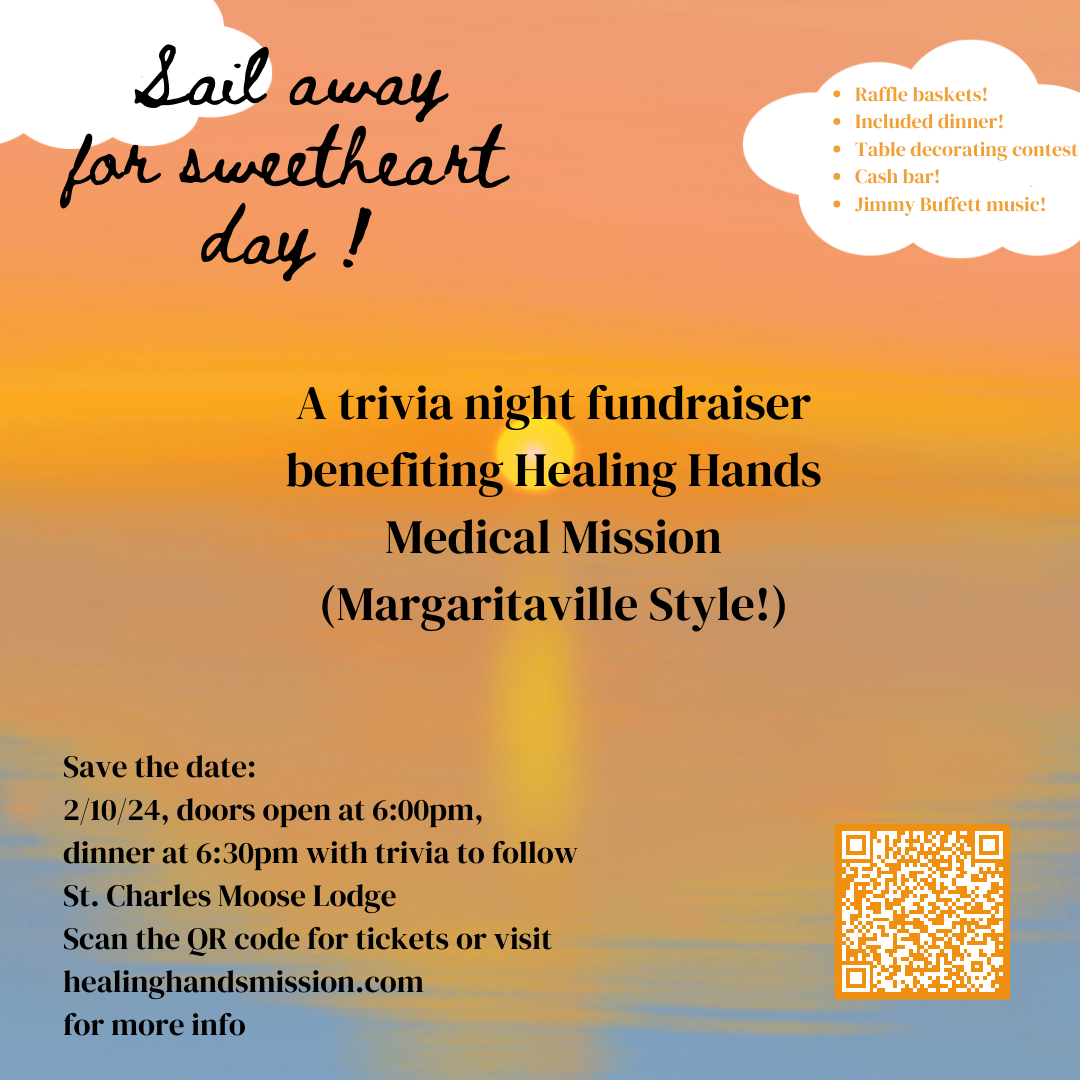 Sail away
for sweetheart
day !
• Raffle baskets!
• Included dinner!
• Table decorating contest
• Cash bar!
• Jimmy Buffett music!
A trivia night fundraiser
benefiting Healing Hands
Medical Mission
(Margaritaville Style!)
Save the date:
2/10/24, doors open at 6:00pm,
dinner at 6:30pm with trivia to follow
St. Charles Moose Lodge
Scan the QR code for tickets or visit
healinghandsmission.com
for more info